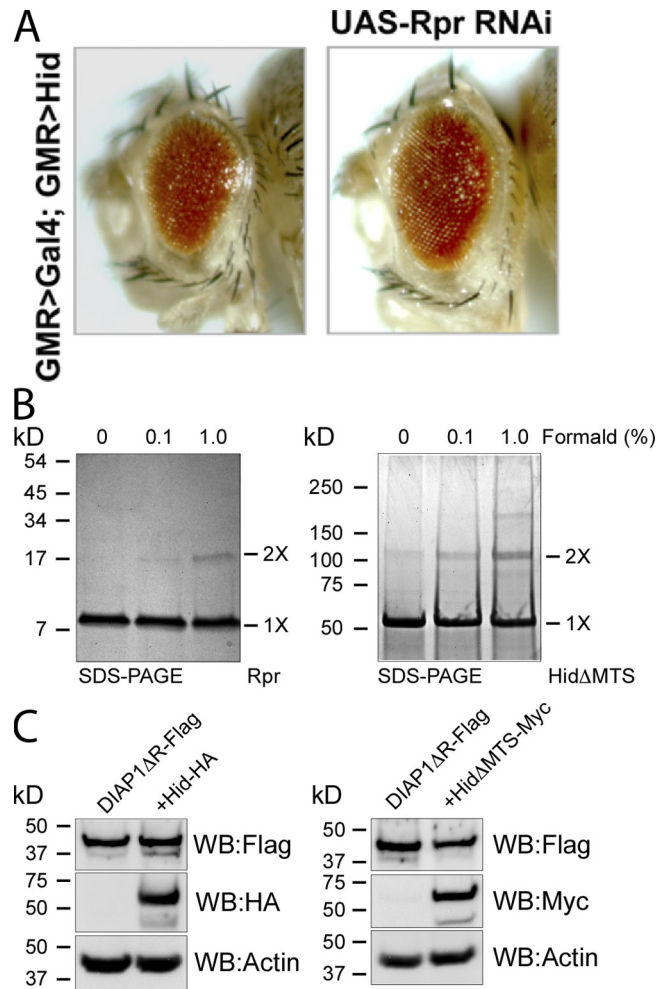 A
UAS-Rpr RNAi
GMR>Gal4; GMR>Hid
B
kD 0 0.1 1.0
54
45
34
17
7
2X
1X
SDS-PAGE Rpr
kD 0 0.1 1.0 Formald (%)
250
150
100
75
50
2X
1X
SDS-PAGE HidΔMTS
C
DIAP1ΔR-Flag
+Hid-HA
kD
50
37
WB:Flag
75
50
WB:HA
50
37
WB:Actin
DIAP1ΔR-Flag
+HidΔMTS-Myc
kD
50
37
WB:Flag
75
50
WB:Myc
50
37
WB:Actin